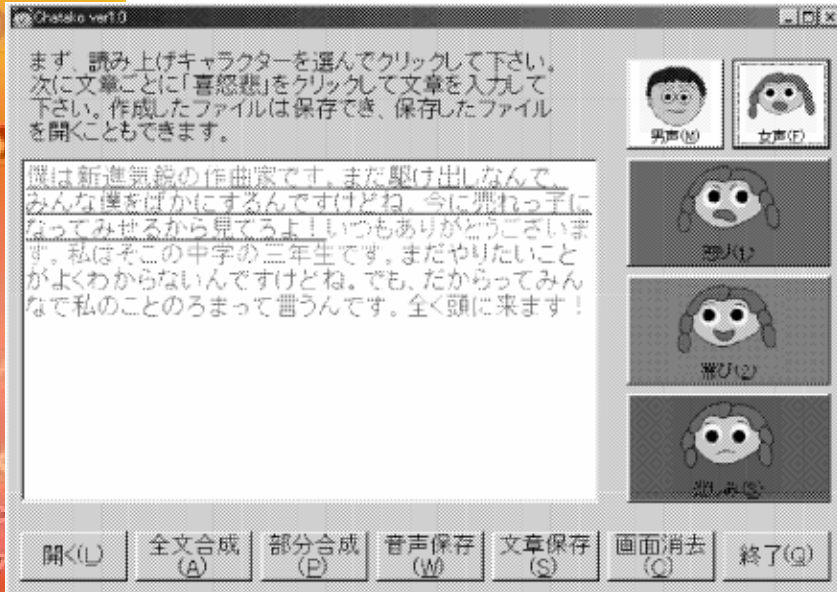 Chatako ver1.0
まず、読み上げキャラクターを選んでクリックして下さい。
次に文章ごとに「喜怒悲」をクリックして文章を入力して
下さい。作成したファイルは保存でき、保存したファイル
を開くこともできます。
男声(M)
女声(F)
僕は新進気鋭の作曲家です。まだ駆け出しなんで、
みんな僕をばかにするんですけどね、今に売れっ子に
なってみせるから見てろよ！いつもありがとうございま
す。私はそこの中学の三年生です。まだやりたいこと
がよくわからないんですけどね。でも、だからってみん
なで私のことのろまって言うんです。全く頭に来ます！
怒り(1)
喜び(2)
悲しみ(3)
開く(L)
全文合成
(A)
部分合成
(P)
音声保存
(W)
文章保存
(S)
画面消去
(C)
終了(Q)